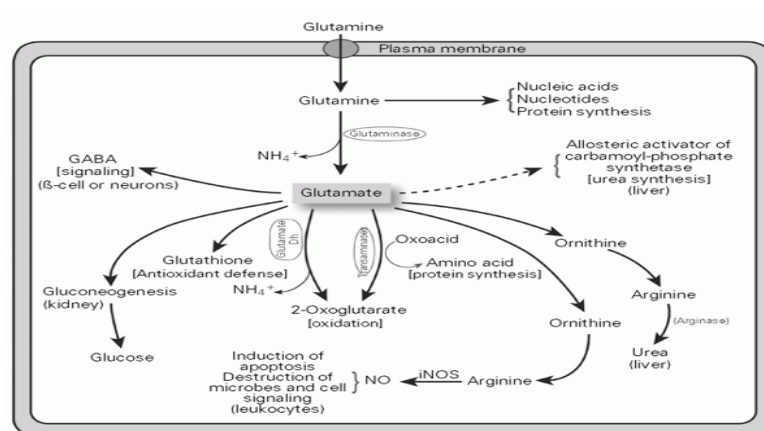 Glutamine
Plasma membrane
Glutamine
Nucleic acids
Nucleotides
Protein synthesis
Glutaminase
NH₄⁺
GABA
[signaling]
(ß-cell or neurons)
Allosteric activator of
carbamoyl-phosphate
synthetase
[urea synthesis]
(liver)
Glutamate
Glutamate
Dh
Transaminases
Oxoacid
Amino acid
[protein synthesis]
Glutathione
[Antioxidant defense]
NH₄⁺
Gluconeogenesis
(kidney)
2-Oxoglutarate
[oxidation]
Glucose
Ornithine
Arginine
(Arginase)
Urea
(liver)
Ornithine
Arginine
iNOS
NO
Induction of
apoptosis
Destruction of
microbes and cell
signaling
(leukocytes)